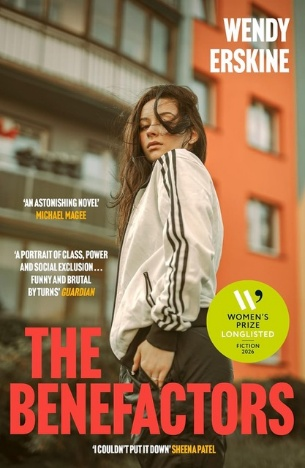 WENDY
ERSKINE
‘AN ASTONISHING NOVEL’
MICHAEL MAGEE
‘A PORTRAIT OF CLASS, POWER
AND SOCIAL EXCLUSION...
FUNNY AND BRUTAL
BY TURNS’ GUARDIAN
WOMEN'S
PRIZE
LONGLISTED
FICTION
2026
THE
BENEFACTORS
‘I COULDN'T PUT IT DOWN’ SHEENA PATEL